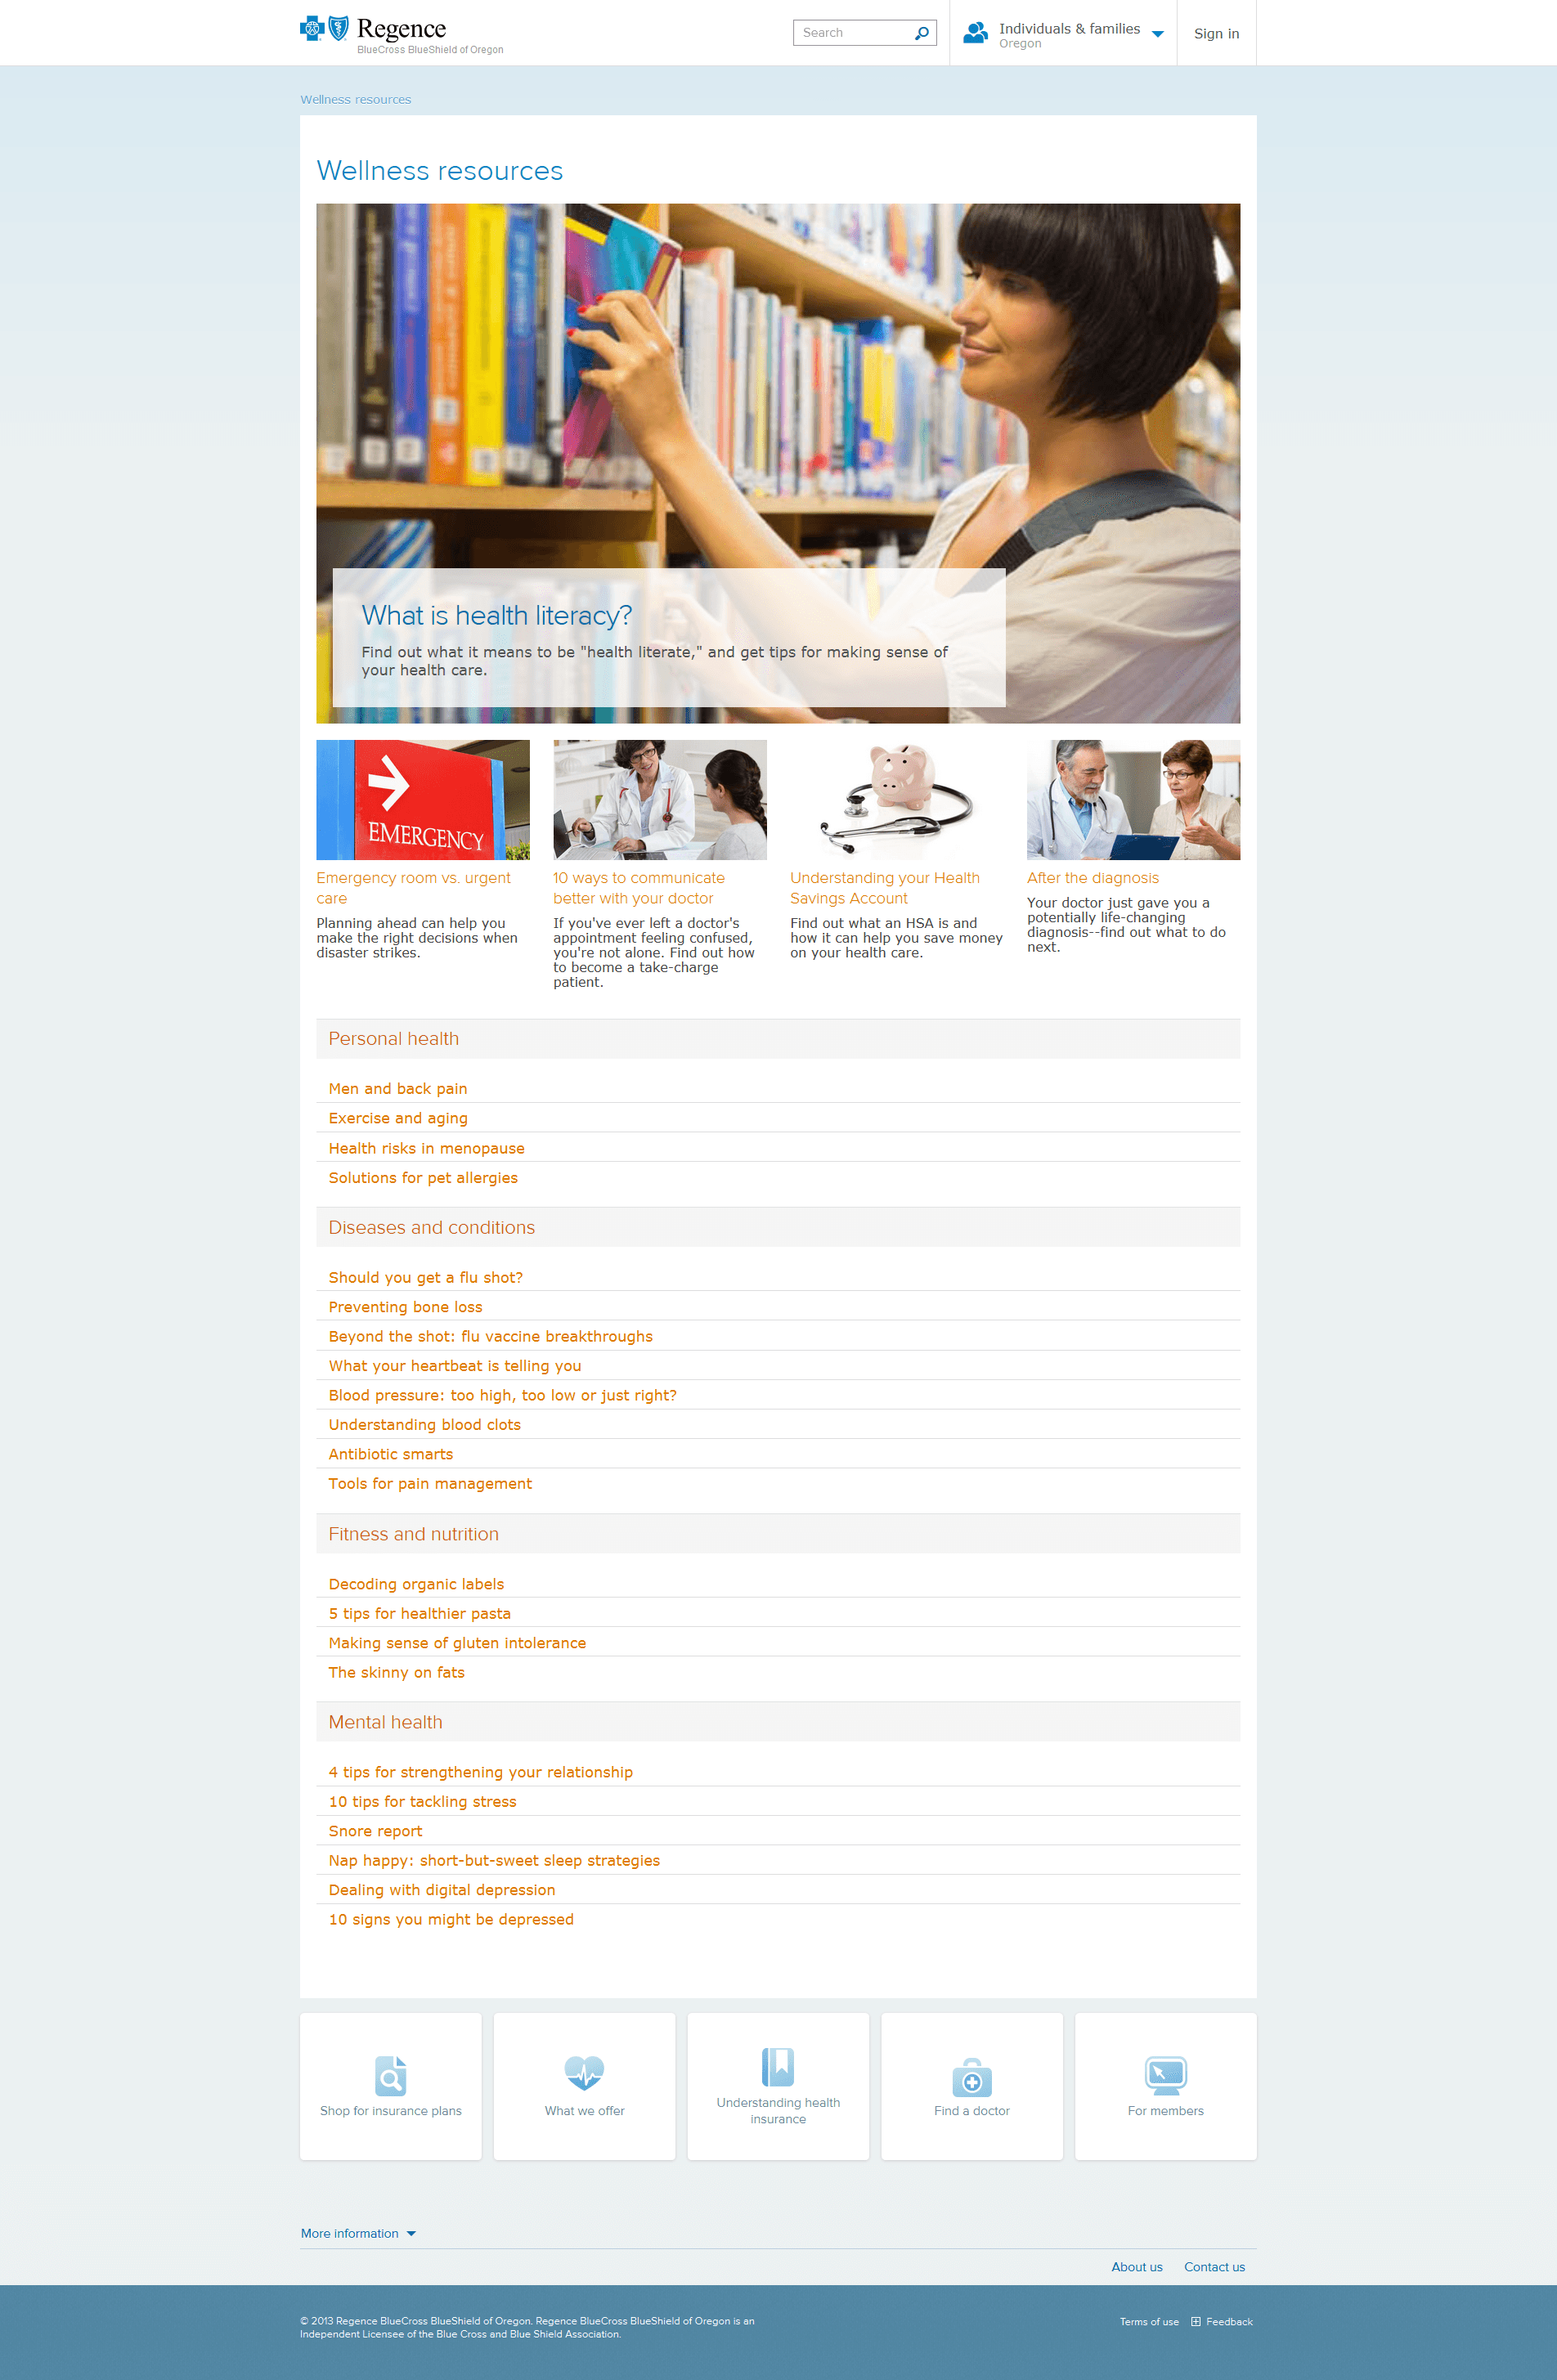 Regence
BlueCross BlueShield of Oregon
Search
Individuals & families
Oregon
Sign in
Wellness resources
Wellness resources
What is health literacy?
Find out what it means to be "health literate," and get tips for making sense of
your health care.
EMERGENCY
Emergency room vs. urgent
care
Planning ahead can help you
make the right decisions when
disaster strikes.
10 ways to communicate
better with your doctor
If you've ever left a doctor's
appointment feeling confused,
you're not alone. Find out how
to become a take-charge
patient.
Understanding your Health
Savings Account
Find out what an HSA is and
how it can help you save money
on your health care.
After the diagnosis
Your doctor just gave you a
potentially life-changing
diagnosis--find out what to do
next.
Personal health
Men and back pain
Exercise and aging
Health risks in menopause
Solutions for pet allergies
Diseases and conditions
Should you get a flu shot?
Preventing bone loss
Beyond the shot: flu vaccine breakthroughs
What your heartbeat is telling you
Blood pressure: too high, too low or just right?
Understanding blood clots
Antibiotic smarts
Tools for pain management
Fitness and nutrition
Decoding organic labels
5 tips for healthier pasta
Making sense of gluten intolerance
The skinny on fats
Mental health
4 tips for strengthening your relationship
10 tips for tackling stress
Snore report
Nap happy: short-but-sweet sleep strategies
Dealing with digital depression
10 signs you might be depressed
Shop for insurance plans
What we offer
Understanding health
insurance
Find a doctor
For members
More information
About us
Contact us
© 2013 Regence BlueCross BlueShield of Oregon. Regence BlueCross BlueShield of Oregon is an
Independent Licensee of the Blue Cross and Blue Shield Association.
Terms of use
Feedback